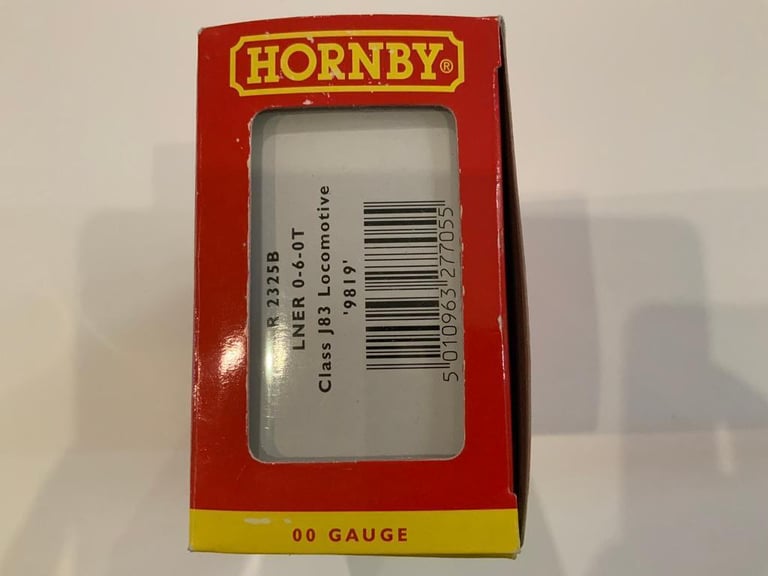 HORNBY®
R 2325B
LNER 0-6-0T
Class J83 Locomotive
'9819'
5 010963 277055
00 GAUGE